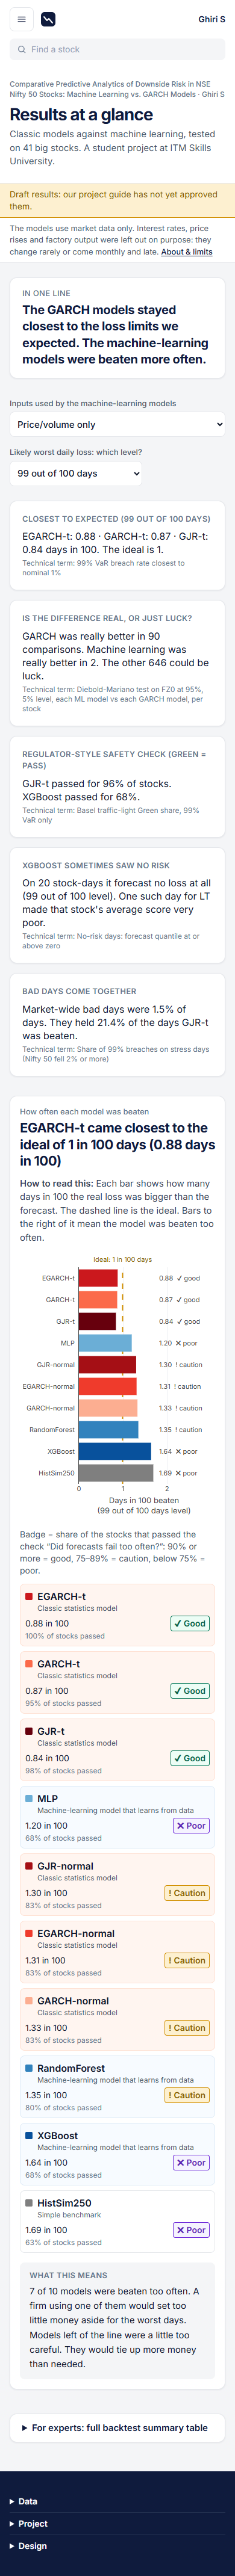 Ghiri S
Find a stock
Comparative Predictive Analytics of Downside Risk in NSE
Nifty 50 Stocks: Machine Learning vs. GARCH Models · Ghiri S
Results at a glance
Classic models against machine learning, tested
on 41 big stocks. A student project at ITM Skills
University.
Draft results: our project guide has not yet approved
them.
The models use market data only. Interest rates, price
rises and factory output were left out on purpose: they
change rarely or come monthly and late. About & limits
IN ONE LINE
The GARCH models stayed
closest to the loss limits we
expected. The machine-learning
models were beaten more often.
Inputs used by the machine-learning models
Price/volume only
Likely worst daily loss: which level?
99 out of 100 days
CLOSEST TO EXPECTED (99 OUT OF 100 DAYS)
EGARCH-t: 0.88 · GARCH-t: 0.87 · GJR-t:
0.84 days in 100. The ideal is 1.
Technical term: 99% VaR breach rate closest to
nominal 1%
IS THE DIFFERENCE REAL, OR JUST LUCK?
GARCH was really better in 90
comparisons. Machine learning was
really better in 2. The other 646 could be
luck.
Technical term: Diebold-Mariano test on FZ0 at 95%,
5% level, each ML model vs each GARCH model, per
stock
REGULATOR-STYLE SAFETY CHECK (GREEN =
PASS)
GJR-t passed for 96% of stocks.
XGBoost passed for 68%.
Technical term: Basel traffic-light Green share, 99%
VaR only
XGBOOST SOMETIMES SAW NO RISK
On 20 stock-days it forecast no loss at all
(99 out of 100 level). One such day for LT
made that stock's average score very
poor.
Technical term: No-risk days: forecast quantile at or
above zero
BAD DAYS COME TOGETHER
Market-wide bad days were 1.5% of
days. They held 21.4% of the days GJR-t
was beaten.
Technical term: Share of 99% breaches on stress days
(Nifty 50 fell 2% or more)
How often each model was beaten
EGARCH-t came closest to the
ideal of 1 in 100 days (0.88 days
in 100)
How to read this: Each bar shows how many
days in 100 the real loss was bigger than the
forecast. The dashed line is the ideal. Bars to
the right of it mean the model was beaten too
often.
Ideal: 1 in 100 days
EGARCH-t 0.88 ✓ good
GARCH-t 0.87 ✓ good
GJR-t 0.84 ✓ good
MLP 1.20 ✕ poor
GJR-normal 1.30 ! caution
EGARCH-normal 1.31 ! caution
GARCH-normal 1.33 ! caution
RandomForest 1.35 ! caution
XGBoost 1.64 ✕ poor
HistSim250 1.69 ✕ poor
0 1 2
Days in 100 beaten
(99 out of 100 days level)
Badge = share of the stocks that passed the
check "Did forecasts fail too often?": 90% or
more = good, 75–89% = caution, below 75% =
poor.
EGARCH-t
Classic statistics model
0.88 in 100 ✓ Good
100% of stocks passed
GARCH-t
Classic statistics model
0.87 in 100 ✓ Good
95% of stocks passed
GJR-t
Classic statistics model
0.84 in 100 ✓ Good
98% of stocks passed
MLP
Machine-learning model that learns from data
1.20 in 100 ✕ Poor
68% of stocks passed
GJR-normal
Classic statistics model
1.30 in 100 ! Caution
83% of stocks passed
EGARCH-normal
Classic statistics model
1.31 in 100 ! Caution
83% of stocks passed
GARCH-normal
Classic statistics model
1.33 in 100 ! Caution
83% of stocks passed
RandomForest
Machine-learning model that learns from data
1.35 in 100 ! Caution
80% of stocks passed
XGBoost
Machine-learning model that learns from data
1.64 in 100 ✕ Poor
68% of stocks passed
HistSim250
Simple benchmark
1.69 in 100 ✕ Poor
63% of stocks passed
WHAT THIS MEANS
7 of 10 models were beaten too often. A
firm using one of them would set too
little money aside for the worst days.
Models left of the line were a little too
careful. They would tie up more money
than needed.
▶ For experts: full backtest summary table
▶ Data
▶ Project
▶ Design